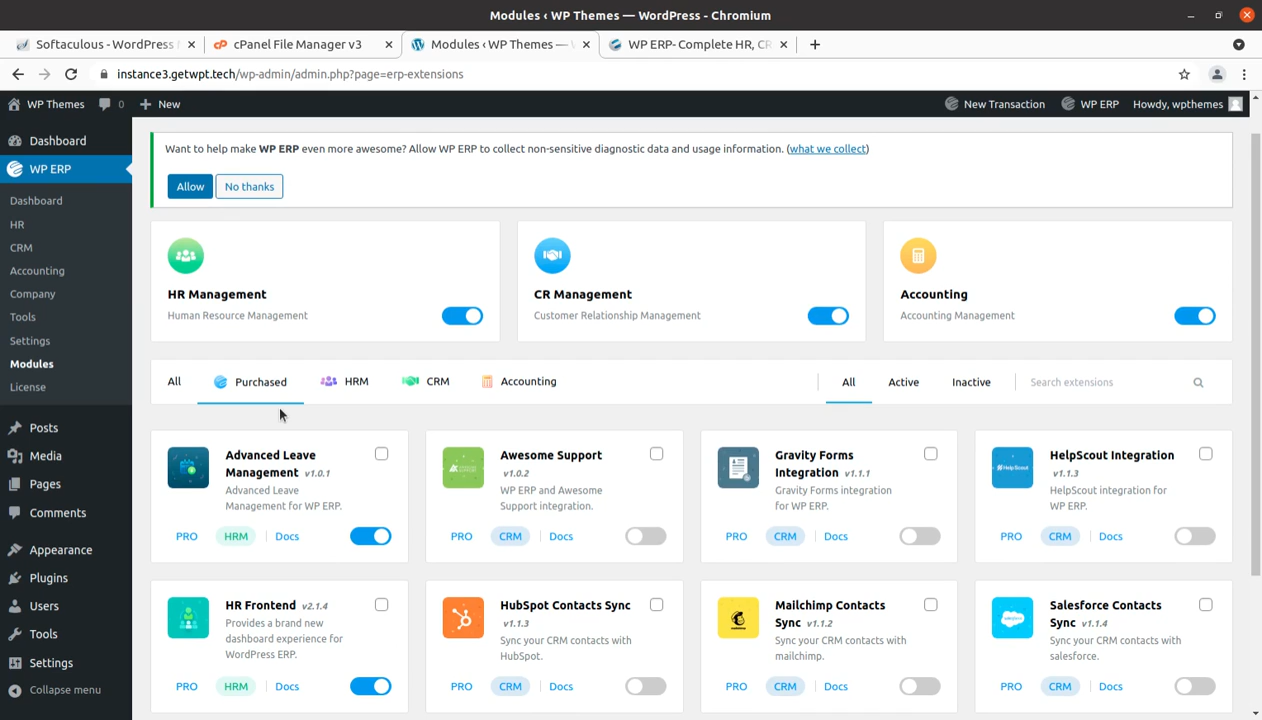 Modules ‹ WP Themes — WordPress - Chromium
Softaculous - WordPress
cPanel File Manager v3
Modules ‹ WP Themes —
WP ERP- Complete HR, CR
instance3.getwpt.tech/wp-admin/admin.php?page=erp-extensions
WP Themes 0 New New Transaction WP ERP Howdy, wpthemes
Dashboard
WP ERP
Dashboard
HR
CRM
Accounting
Company
Tools
Settings
Modules
License
Posts
Media
Pages
Comments
Appearance
Plugins
Users
Tools
Settings
Collapse menu
Want to help make WP ERP even more awesome? Allow WP ERP to collect non-sensitive diagnostic data and usage information. (what we collect)
Allow No thanks
HR Management
Human Resource Management
CR Management
Customer Relationship Management
Accounting
Accounting Management
All Purchased HRM CRM Accounting All Active Inactive Search extensions
Advanced Leave
Management v1.0.1
Advanced Leave
Management for WP ERP.
PRO HRM Docs
Awesome Support
v1.0.2
WP ERP and Awesome
Support integration.
PRO CRM Docs
Gravity Forms
Integration v1.1.1
Gravity Forms integration
for WP ERP.
PRO CRM Docs
HelpScout Integration
v1.1.3
HelpScout integration for
WP ERP.
PRO CRM Docs
HR Frontend v2.1.4
Provides a brand new
dashboard experience for
WordPress ERP.
PRO HRM Docs
HubSpot Contacts Sync
v1.1.3
Sync your CRM contacts with
HubSpot.
PRO CRM Docs
Mailchimp Contacts
Sync v1.1.2
Sync your CRM contacts with
mailchimp.
PRO CRM Docs
Salesforce Contacts
Sync v1.1.4
Sync your CRM contacts with
salesforce.
PRO CRM Docs